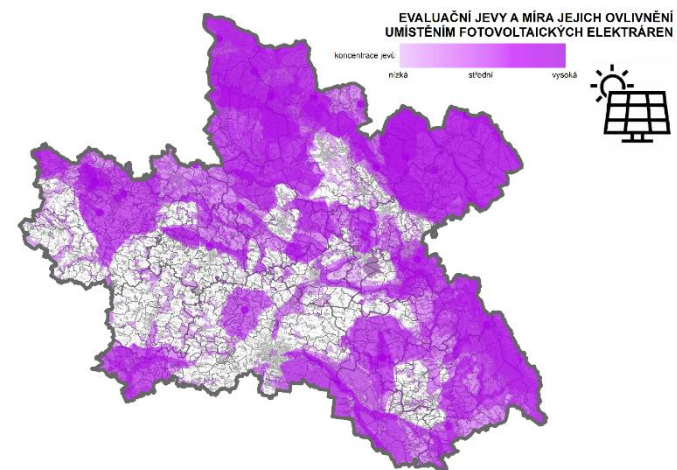 EVALUAČNÍ JEVY A MÍRA JEJICH OVLIVNĚNÍ
UMÍSTĚNÍM FOTOVOLTAICKÝCH ELEKTRÁREN
koncentrace jevů
nízká střední vysoká